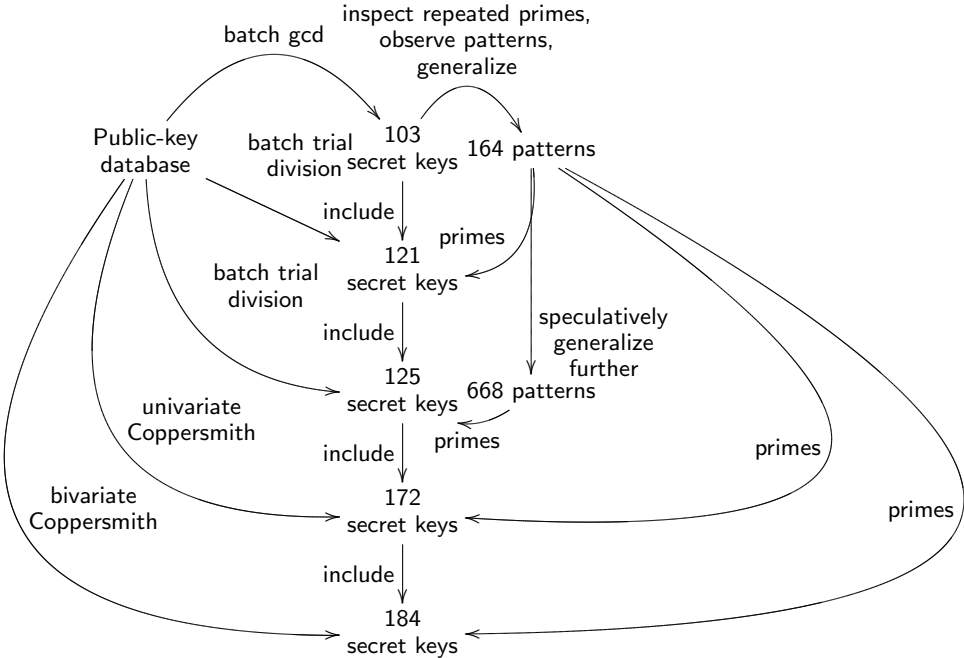 inspect repeated primes,
observe patterns,
generalize
batch gcd
Public-key
database
103
secret keys
164 patterns
batch trial
division
include
primes
121
secret keys
batch trial
division
include
speculatively
generalize
further
125
secret keys
668 patterns
univariate
Coppersmith
include
primes
primes
172
secret keys
bivariate
Coppersmith
primes
include
184
secret keys